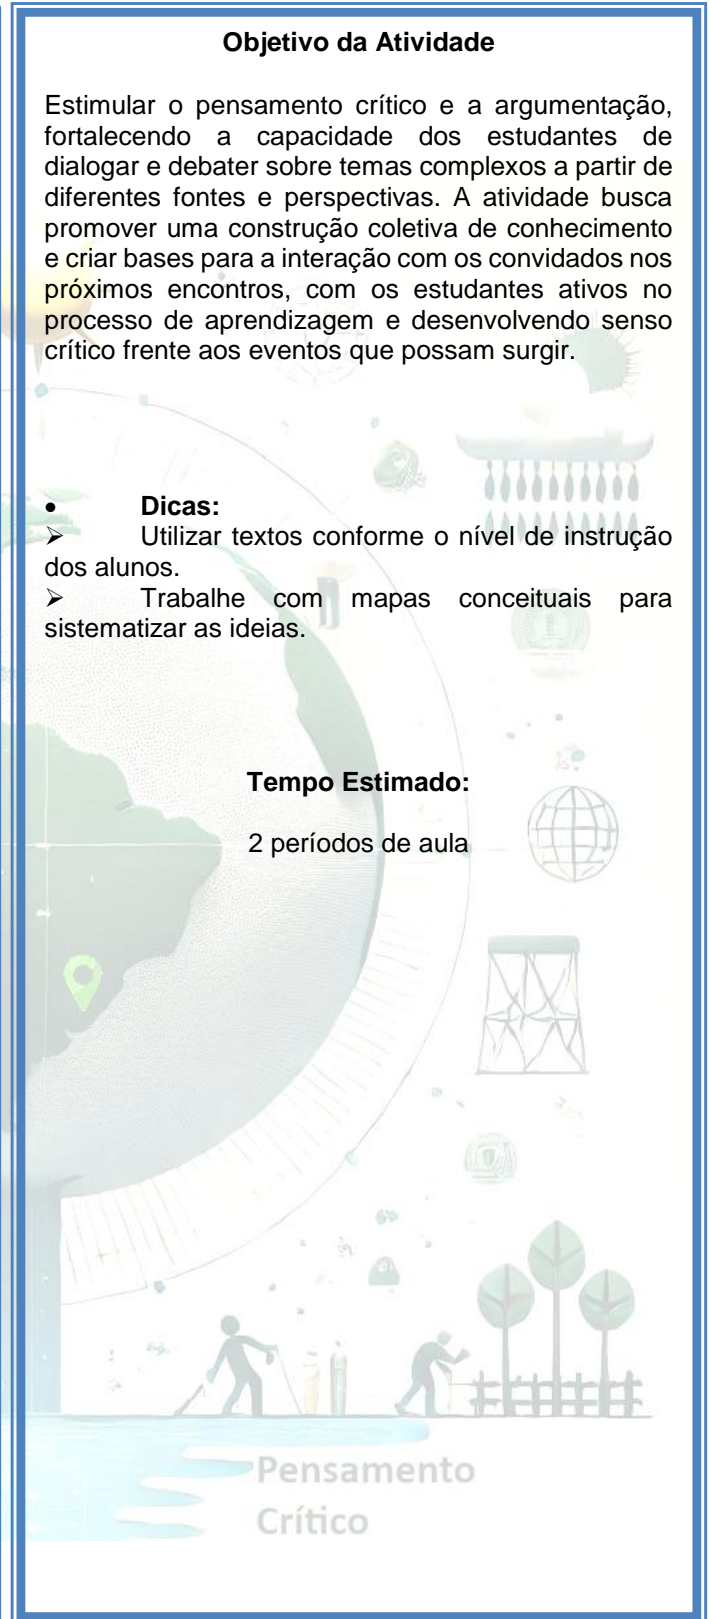 Objetivo da Atividade
Estimular o pensamento crítico e a argumentação,
fortalecendo a capacidade dos estudantes de
dialogar e debater sobre temas complexos a partir de
diferentes fontes e perspectivas. A atividade busca
promover uma construção coletiva de conhecimento
e criar bases para a interação com os convidados nos
próximos encontros, com os estudantes ativos no
processo de aprendizagem e desenvolvendo senso
crítico frente aos eventos que possam surgir.
• Dicas:
➢ Utilizar textos conforme o nível de instrução
dos alunos.
➢ Trabalhe com mapas conceituais para
sistematizar as ideias.
Tempo Estimado:
2 períodos de aula
Pensamento
Crítico